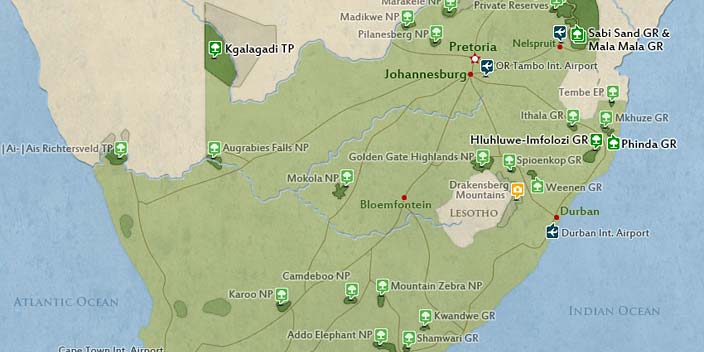 Marakele NP
Private Reserves
Madikwe NP
Pilanesberg NP
Sabi Sand GR &
Mala Mala GR
Nelspruit
Kgalagadi TP
Pretoria
OR-Tambo Int. Airport
Johannesburg
Tembe EP
Ithala GR
Mkhuze GR
Hluhluwe-Imfolozi GR
Phinda GR
|Ai-|Ais Richtersveld TP
Augrabies Falls NP
Golden Gate Highlands NP
Spioenkop GR
Mokola NP
Drakensberg
Mountains
Weenen GR
Bloemfontein
LESOTHO
Durban
Durban Int. Airport
Camdeboo NP
Mountain Zebra NP
Karoo NP
ATLANTIC OCEAN
INDIAN OCEAN
Kwandwe GR
Addo Elephant NP
Shamwari GR
Cape Town Int. Airport